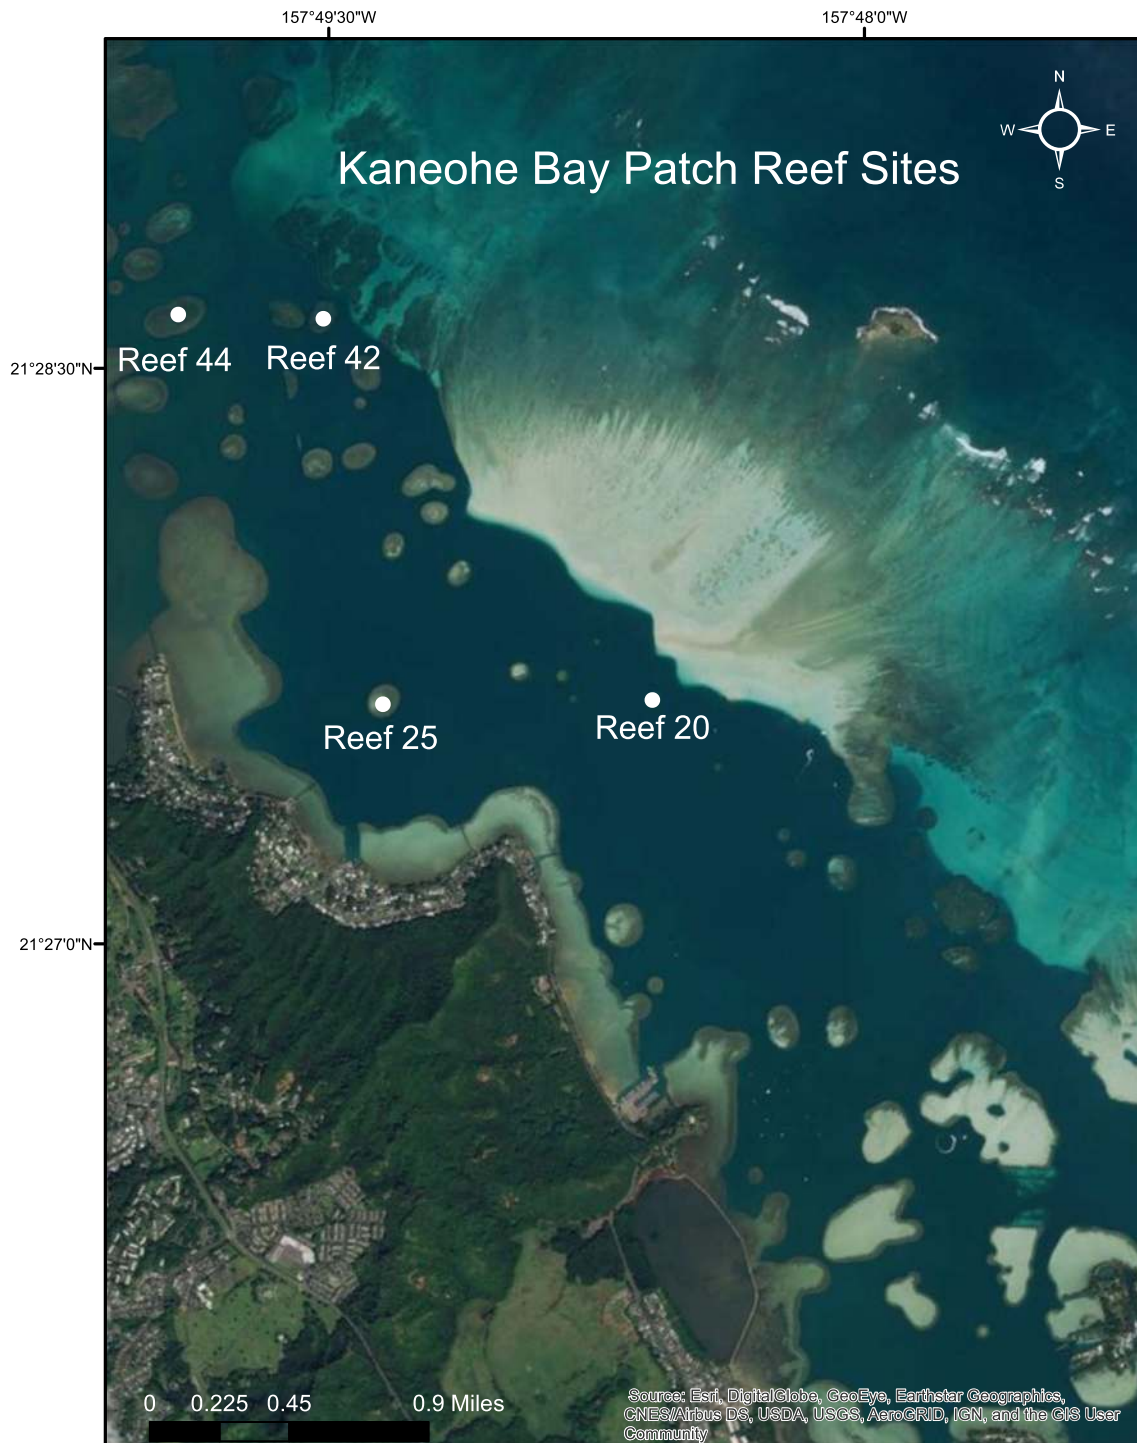 157°49'30"W
157°48'0"W
N
W
E
S
Kaneohe Bay Patch Reef Sites
Reef 44
Reef 42
21°28'30"N
Reef 25
Reef 20
21°27'0"N
0 0.225 0.45 0.9 Miles
Source: Esri, DigitalGlobe, GeoEye, Earthstar Geographics,
CNES/Airbus DS, USDA, USGS, AeroGRID, IGN, and the GIS User
Community